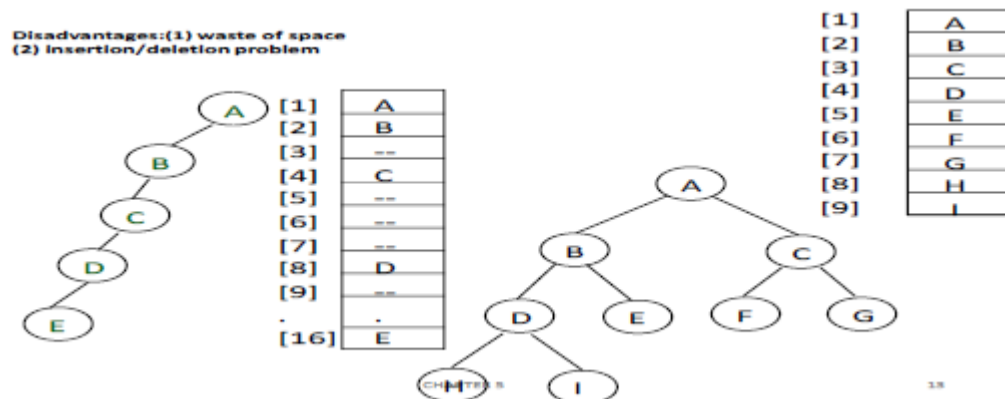 Disadvantages:(1) waste of space
(2) insertion/deletion problem
A
B
C
D
E
[1] A
[2] B
[3] --
[4] C
[5] --
[6] --
[7] --
[8] D
[9] --
. .
[16] E
A
B C
D E F G
H I
[1] A
[2] B
[3] C
[4] D
[5] E
[6] F
[7] G
[8] H
[9] I
CHAPTER 5
13